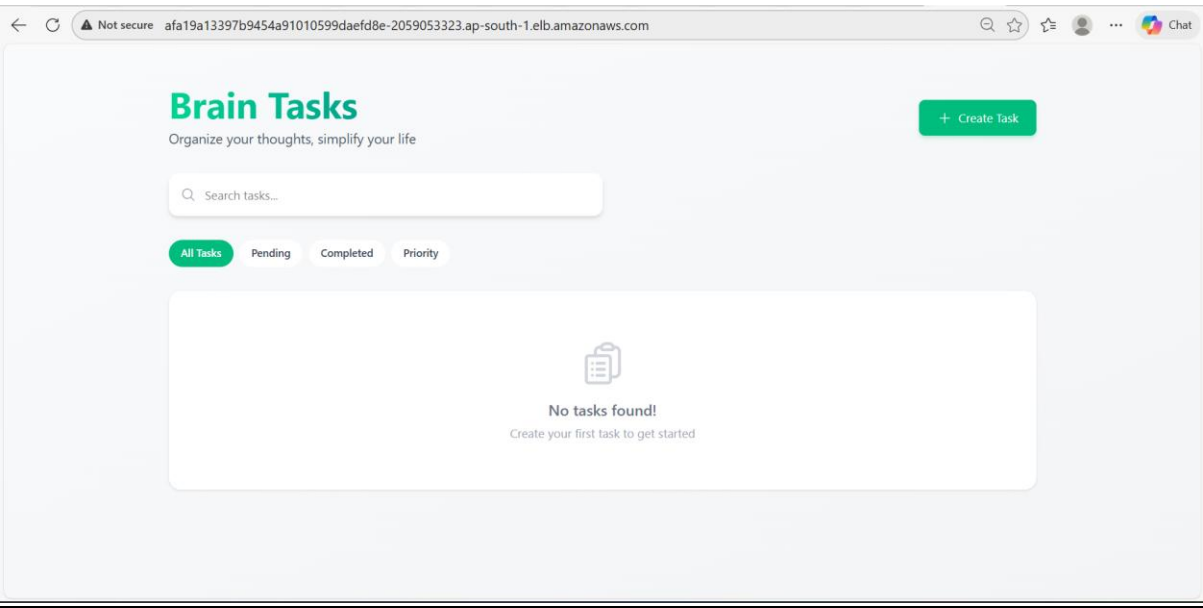 Not secure afa19a13397b9454a91010599daefd8e-2059053323.ap-south-1.elb.amazonaws.com Chat
Brain Tasks
Organize your thoughts, simplify your life
+ Create Task
Search tasks...
All Tasks Pending Completed Priority
No tasks found!
Create your first task to get started